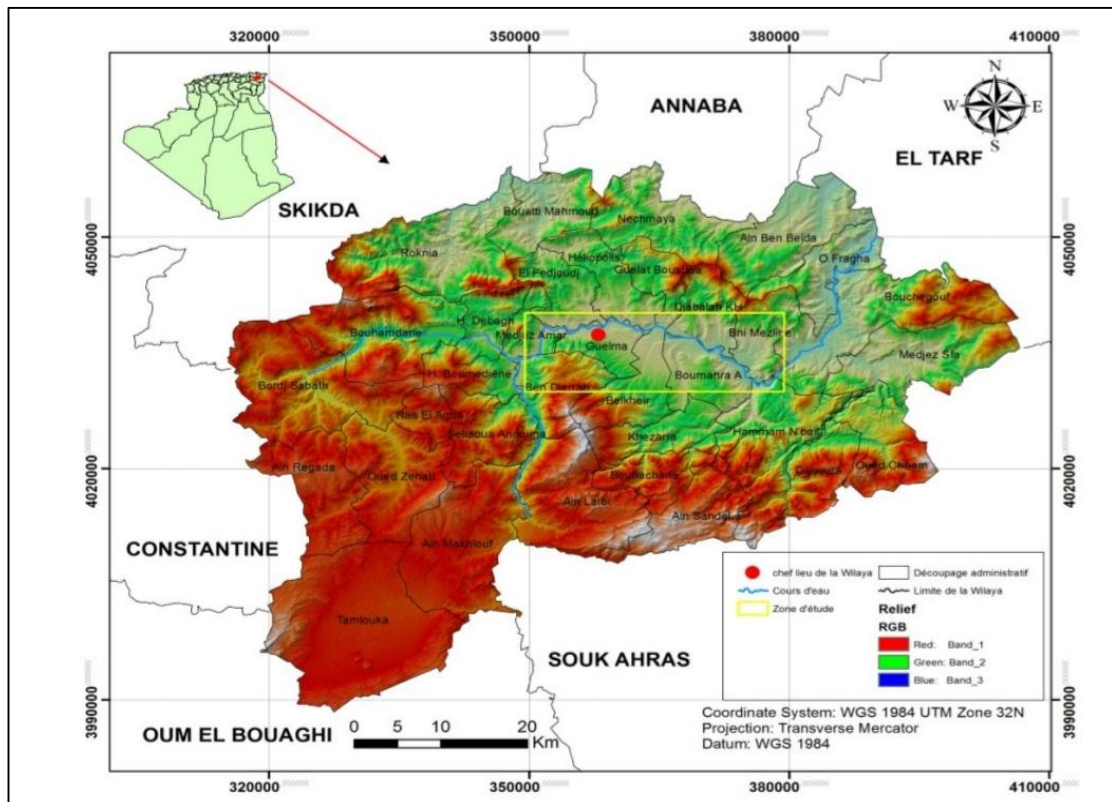 320000 350000 380000 410000
N
W E
S
ANNABA
EL TARF
SKIKDA
4050000 4050000
Bouatti Mahmoud
Nechmaya
Ain Ben Beida
Roknia
Héliopolis
O.Fragha
El Fedjoudj
Guelat Bousbaa
Bouchegouf
Djabalah KH
H. Debagh
Bouhamdane
Medjez Amar
Guelma
Bni Mezline
Medjez Sfa
H. Boumediene
Boumahra A
Bordj Sabath
Ben Djerrah
Belkheir
Ras El Agba
Sellaoua Announa
Khezarra
Hammam N'bail
4020000 4020000
Ain Regada
Oued Zenati
Bouhachana
Dahoura
Oued Cheham
Ain Larbi
Ain Sandel
Ain Makhlouf
CONSTANTINE
chef lieu de la Wilaya Découpage administratif
Cours d'eau Limite de la Wilaya
Zone d'étude Relief
RGB
Red: Band_1
Green: Band_2
Blue: Band_3
Tamlouka
SOUK AHRAS
3990000 3990000
OUM EL BOUAGHI
0 5 10 20
Km
Coordinate System: WGS 1984 UTM Zone 32N
Projection: Transverse Mercator
Datum: WGS 1984
320000 350000 380000 410000